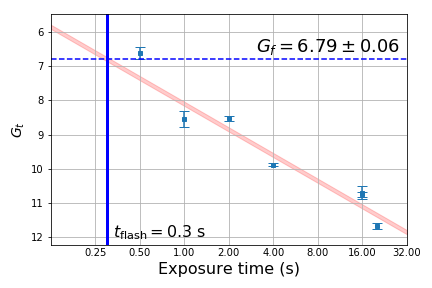 6
7
8
9
10
11
12
G_t
G_f = 6.79 ± 0.06
t_flash = 0.3 s
0.25 0.50 1.00 2.00 4.00 8.00 16.00 32.00
Exposure time (s)